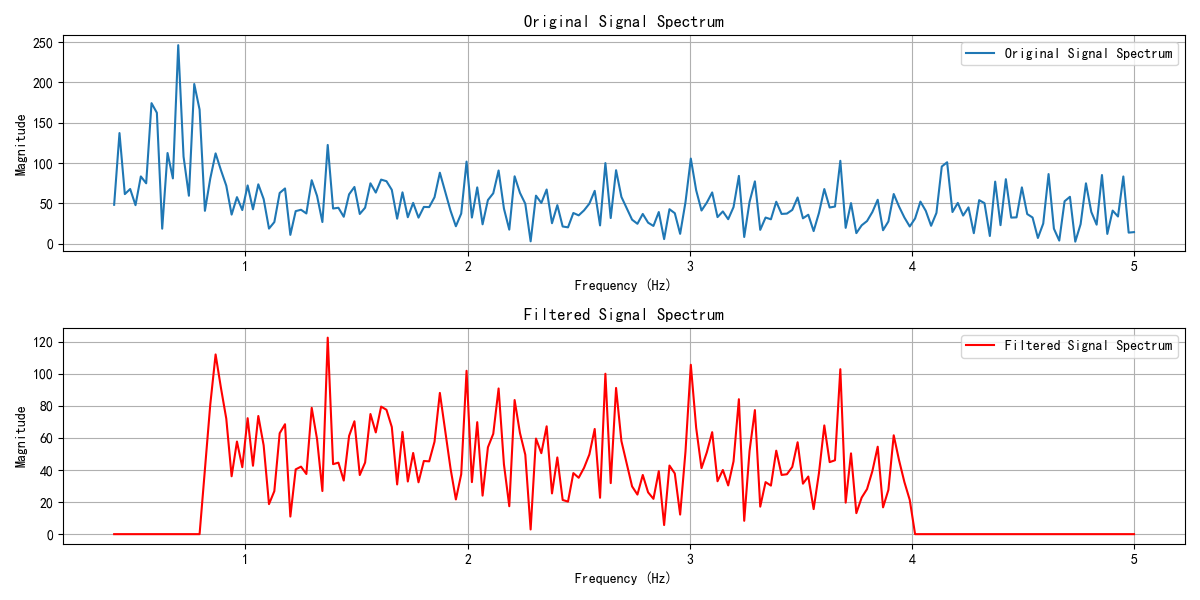 Original Signal Spectrum
250
200
150
100
50
0
Magnitude
Original Signal Spectrum
1 2 3 4 5
Frequency (Hz)
Filtered Signal Spectrum
120
100
80
60
40
20
0
Magnitude
Filtered Signal Spectrum
1 2 3 4 5
Frequency (Hz)